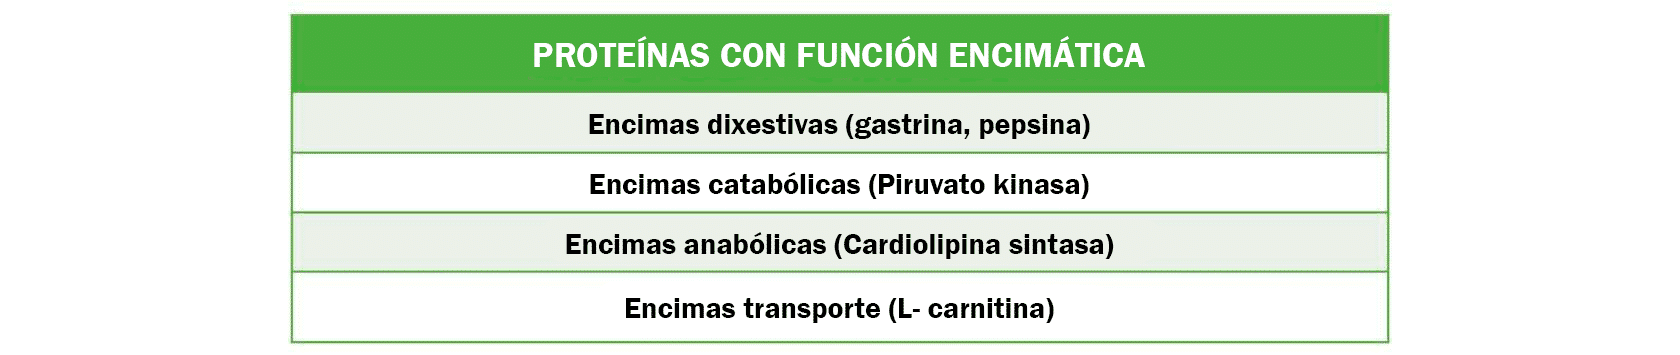 PROTEÍNAS CON FUNCIÓN ENCIMÁTICA
Encimas dixestivas (gastrina, pepsina)
Encimas catabólicas (Piruvato kinasa)
Encimas anabólicas (Cardiolipina sintasa)
Encimas transporte (L- carnitina)